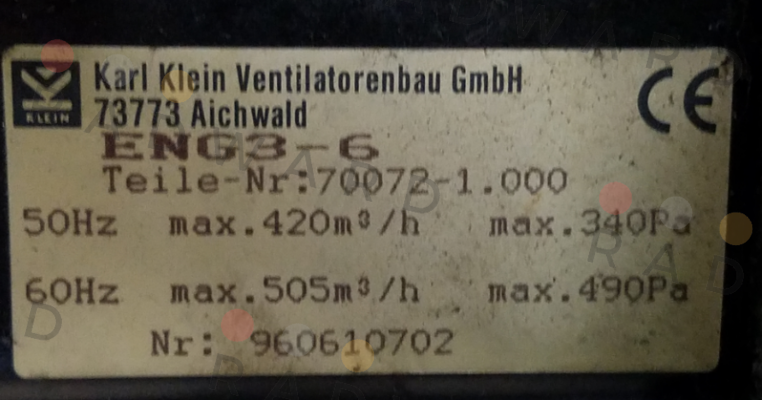 KLEIN
Karl Klein Ventilatorenbau GmbH
73773 Aichwald
CE
ENG3-6
Teile-Nr:70072-1.000
50Hz max.420m³/h max.340Pa
60Hz max.505m³/h max.490Pa
Nr: 960610702